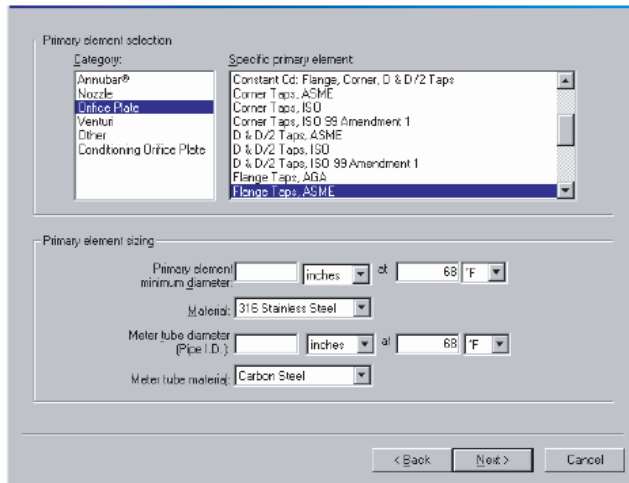 Primary element selection
Category:
Annubar®
Nozzle
Orifice Plate
Venturi
Other
Conditioning Orifice Plate
Specific primary element:
Constant Cd: Flange, Corner, D & D/2 Taps
Corner Taps, ASME
Corner Taps, ISO
Corner Taps, ISO 99 Amendment 1
D & D/2 Taps, ASME
D & D/2 Taps, ISO
D & D/2 Taps, ISO 99 Amendment 1
Flange Taps, AGA
Flange Taps, ASME
Primary element sizing
Primary element
minimum diameter: inches at 68 °F
Material: 316 Stainless Steel
Meter tube diameter
(Pipe I.D.): inches at 68 °F
Meter tube material: Carbon Steel
< Back Next > Cancel